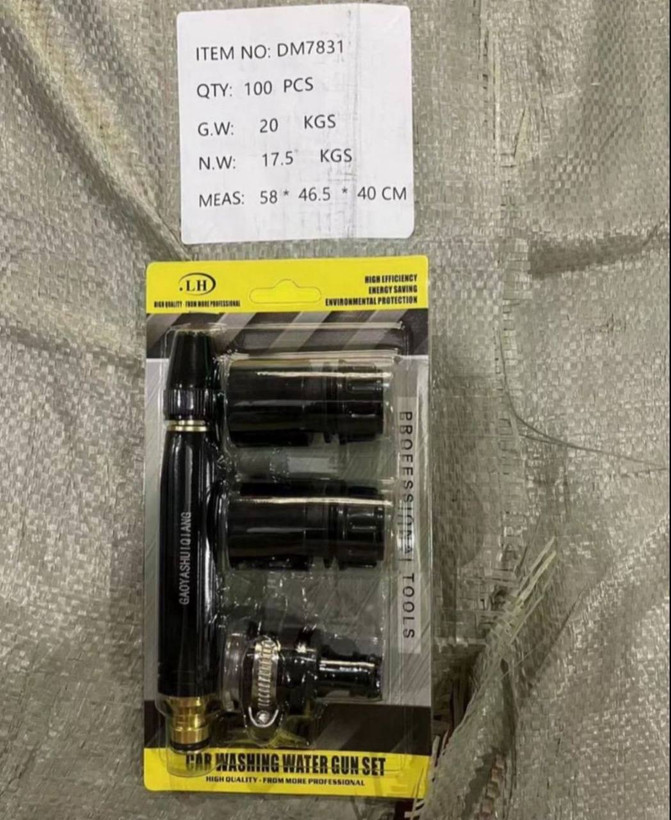 ITEM NO: DM7831
QTY: 100 PCS
G.W: 20 KGS
N.W: 17.5 KGS
MEAS: 58 * 46.5 * 40 CM
.LH
HIGH QUALITY · FROM MORE PROFESSIONAL
HIGH EFFICIENCY
ENERGY SAVING
ENVIRONMENTAL PROTECTION
PROFESSIONAL TOOLS
GAOYASHUIQIANG
CAR WASHING WATER GUN SET
HIGH QUALITY · FROM MORE PROFESSIONAL